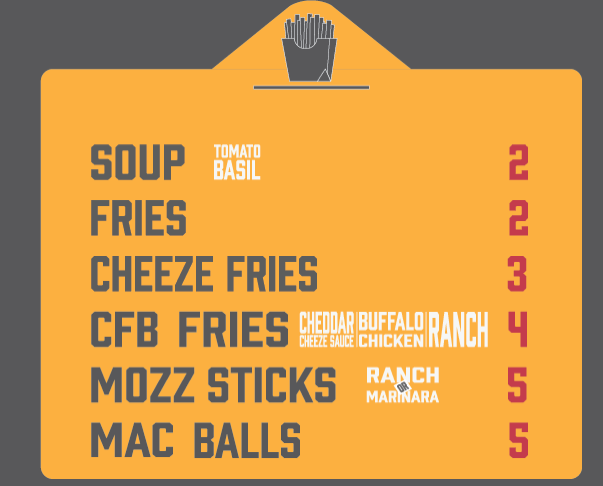 SOUP TOMATO BASIL 2
FRIES 2
CHEEZE FRIES 3
CFB FRIES CHEDDAR CHEEZE SAUCE BUFFALO CHICKEN RANCH 4
MOZZ STICKS RANCH OR MARINARA 5
MAC BALLS 5